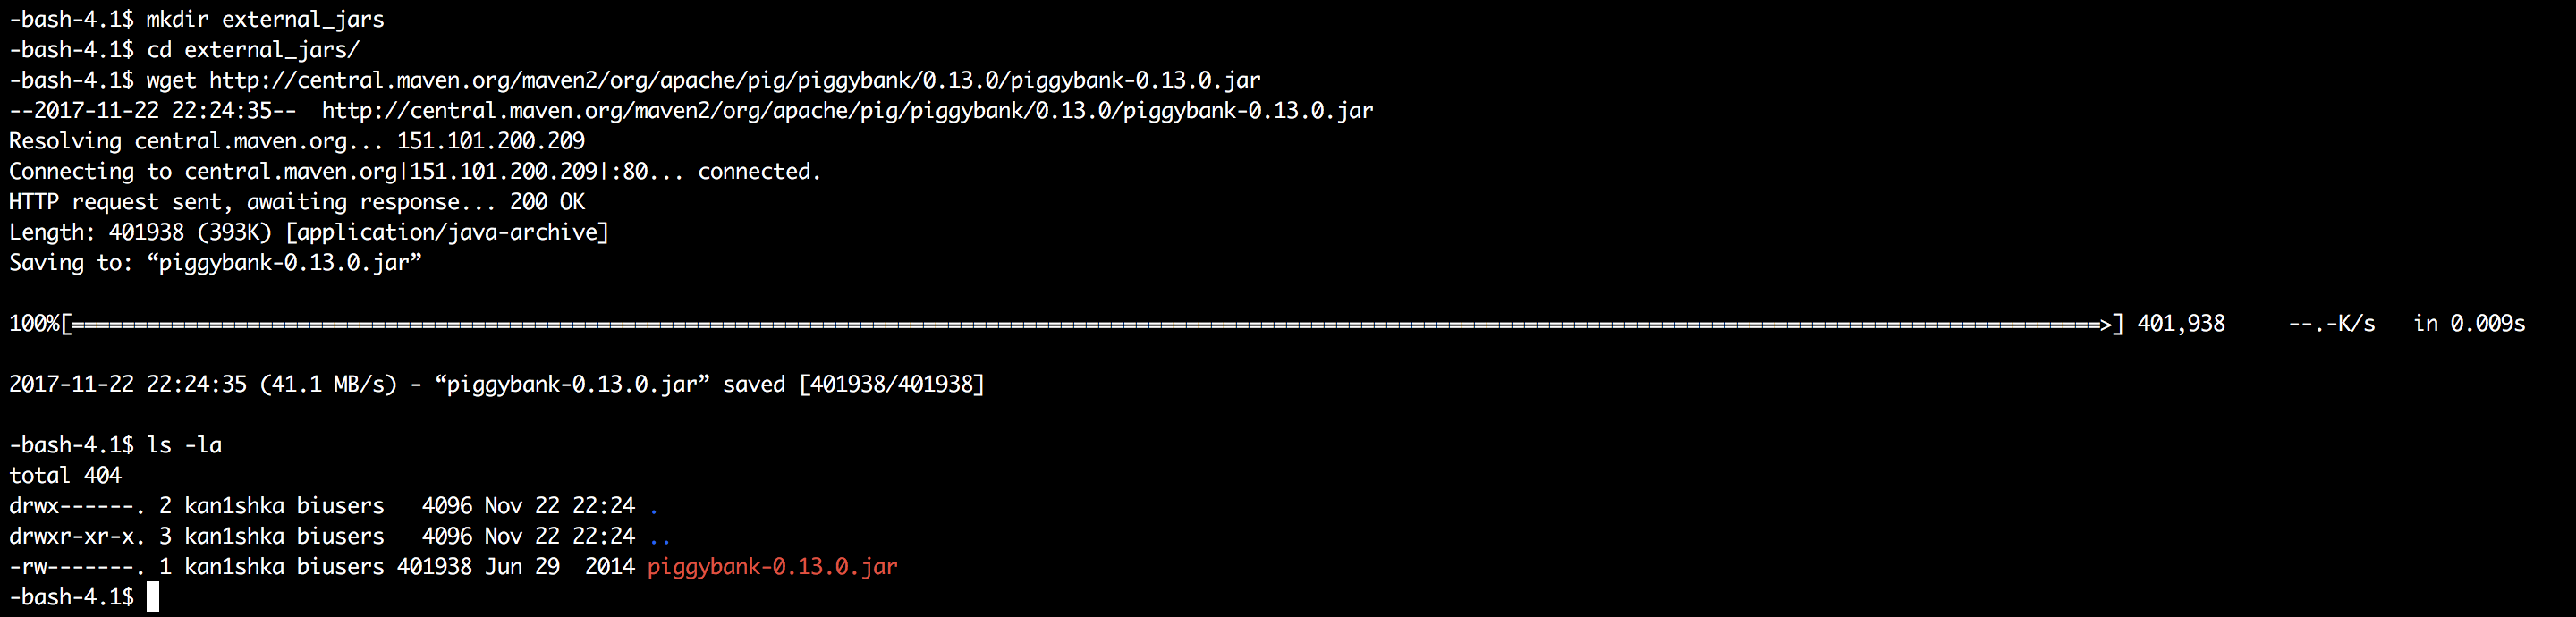 -bash-4.1$ mkdir external_jars
-bash-4.1$ cd external_jars/
-bash-4.1$ wget http://central.maven.org/maven2/org/apache/pig/piggybank/0.13.0/piggybank-0.13.0.jar
--2017-11-22 22:24:35--  http://central.maven.org/maven2/org/apache/pig/piggybank/0.13.0/piggybank-0.13.0.jar
Resolving central.maven.org... 151.101.200.209
Connecting to central.maven.org|151.101.200.209|:80... connected.
HTTP request sent, awaiting response... 200 OK
Length: 401938 (393K) [application/java-archive]
Saving to: “piggybank-0.13.0.jar”
100%[==================================================================================================================================================================>] 401,938     --.-K/s   in 0.009s
2017-11-22 22:24:35 (41.1 MB/s) - “piggybank-0.13.0.jar” saved [401938/401938]
-bash-4.1$ ls -la
total 404
drwx------. 2 kan1shka biusers   4096 Nov 22 22:24 .
drwxr-xr-x. 3 kan1shka biusers   4096 Nov 22 22:24 ..
-rw-------. 1 kan1shka biusers 401938 Jun 29  2014 piggybank-0.13.0.jar
-bash-4.1$